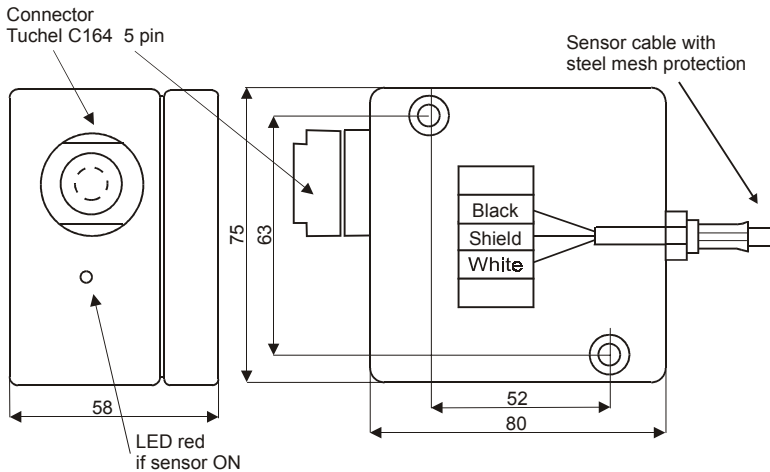 Connector
Tuchel C164 5 pin
Sensor cable with
steel mesh protection
Black
Shield
White
75
63
52
80
58
LED red
if sensor ON